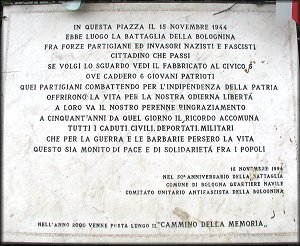 IN QUESTA PIAZZA IL 15 NOVEMBRE 1944
EBBE LUOGO LA BATTAGLIA DELLA BOLOGNINA
FRA FORZE PARTIGIANE ED INVASORI NAZISTI E FASCISTI,
CITTADINO CHE PASSI
SE VOLGI LO SGUARDO VEDI IL FABBRICATO AL CIVICO 5
OVE CADDERO 6 GIOVANI PATRIOTI
QUEI PARTIGIANI COMBATTENDO PER L'INDIPENDENZA DELLA PATRIA
OFFRIRONO LA VITA PER LA NOSTRA ODIERNA LIBERTÀ
A LORO VA IL NOSTRO PERENNE RINGRAZIAMENTO
A CINQUANT'ANNI DA QUEL GIORNO IL RICORDO ACCOMUNA
TUTTI I CADUTI CIVILI, DEPORTATI, MILITARI
CHE PER LA GUERRA E LE BARBARIE PERSERO LA VITA
QUESTO SIA MONITO DI PACE E DI SOLIDARIETÀ FRA I POPOLI
15 NOVEMBRE 1994
NEL 50° ANNIVERSARIO DELLA BATTAGLIA
COMUNE DI BOLOGNA QUARTIERE NAVILE
COMITATO UNITARIO ANTIFASCISTA DELLA BOLOGNINA
NELL'ANNO 2006 VENNE POSTA LUNGO IL "CAMMINO DELLA MEMORIA"